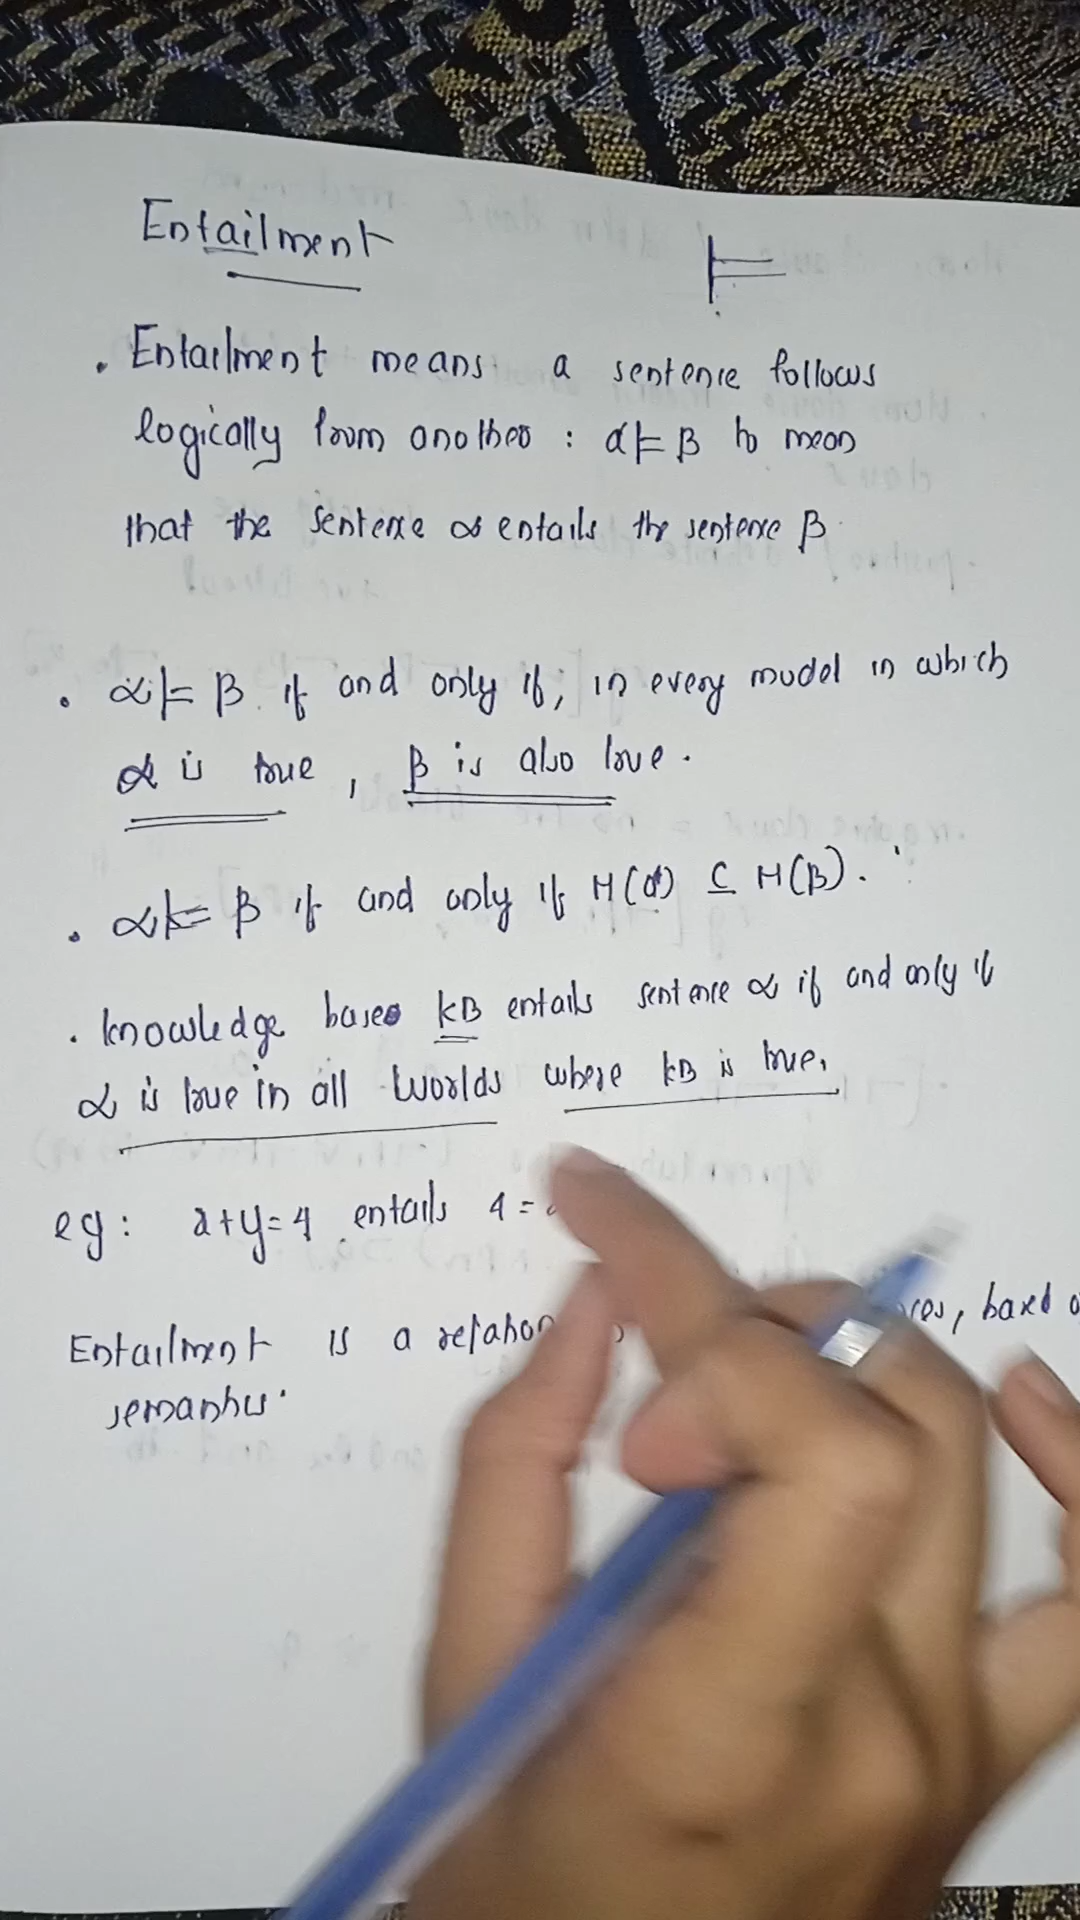 Entailment ⊨
. Entailment means a sentence follows
logically from another : α ⊨ β to mean
that the sentence α entails the sentence β
. α ⊨ β if and only if, in every model in which
α is true , β is also true .
. α ⊨ β if and only if M(α) ⊆ M(β) .
. knowledge bases KB entails sentence α if and only if
α is true in all worlds where KB is true.
eg : x+y=4 entails 4 =
Entailment is a based
semantics.